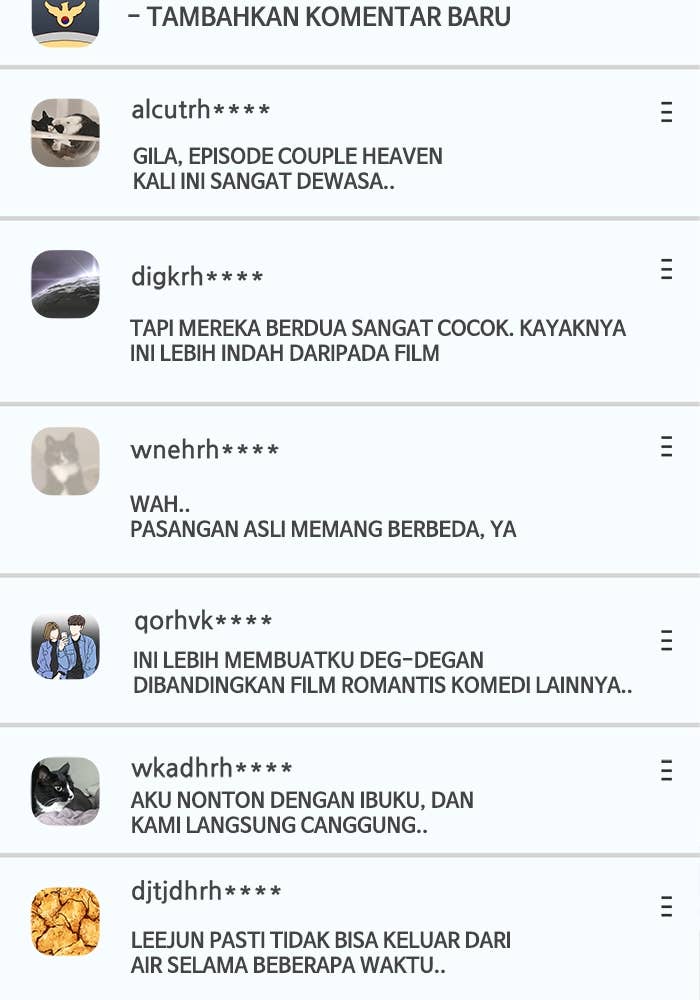 - TAMBAHKAN KOMENTAR BARU
alcutrh****
GILA, EPISODE COUPLE HEAVEN
KALI INI SANGAT DEWASA..
digkrh****
TAPI MEREKA BERDUA SANGAT COCOK. KAYAKNYA
INI LEBIH INDAH DARIPADA FILM
wnehrh****
WAH..
PASANGAN ASLI MEMANG BERBEDA, YA
qorhvk****
INI LEBIH MEMBUATKU DEG-DEGAN
DIBANDINGKAN FILM ROMANTIS KOMEDI LAINNYA..
wkadhrh****
AKU NONTON DENGAN IBUKU, DAN
KAMI LANGSUNG CANGGUNG..
djtjdhrh****
LEEJUN PASTI TIDAK BISA KELUAR DARI
AIR SELAMA BEBERAPA WAKTU..